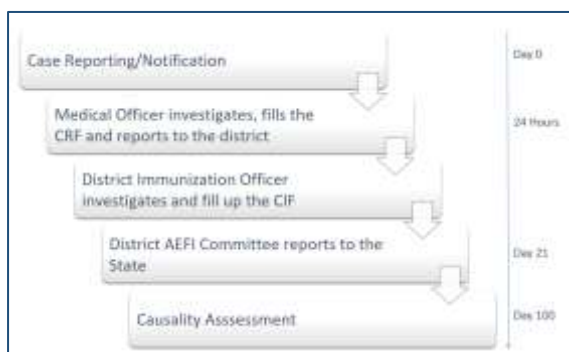 Case Reporting/Notification
Day 0
Medical Officer investigates, fills the
CRF and reports to the district
24 Hours
District Immunization Officer
investigates and fill up the CIF
District AEFI Committee reports to the
State
Day 21
Causality Asssessment
Day 100